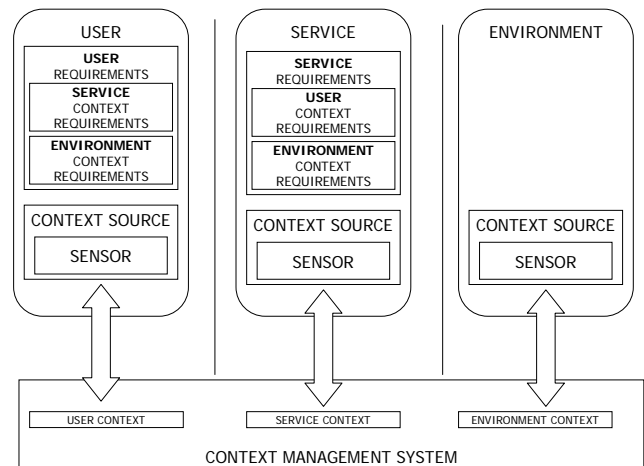 USER
USER
REQUIREMENTS
SERVICE
CONTEXT
REQUIREMENTS
ENVIRONMENT
CONTEXT
REQUIREMENTS
CONTEXT SOURCE
SENSOR
SERVICE
SERVICE
REQUIREMENTS
USER
CONTEXT
REQUIREMENTS
ENVIRONMENT
CONTEXT
REQUIREMENTS
CONTEXT SOURCE
SENSOR
ENVIRONMENT
CONTEXT SOURCE
SENSOR
USER CONTEXT
SERVICE CONTEXT
ENVIRONMENT CONTEXT
CONTEXT MANAGEMENT SYSTEM